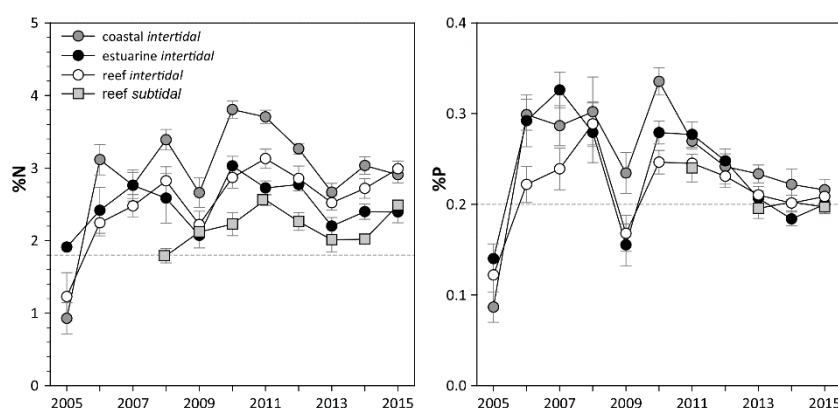 5
4
3
2
1
0
%N
coastal intertidal
estuarine intertidal
reef intertidal
reef subtidal
2005 2007 2009 2011 2013 2015
0.4
0.3
0.2
0.1
0.0
%P
2005 2007 2009 2011 2013 2015